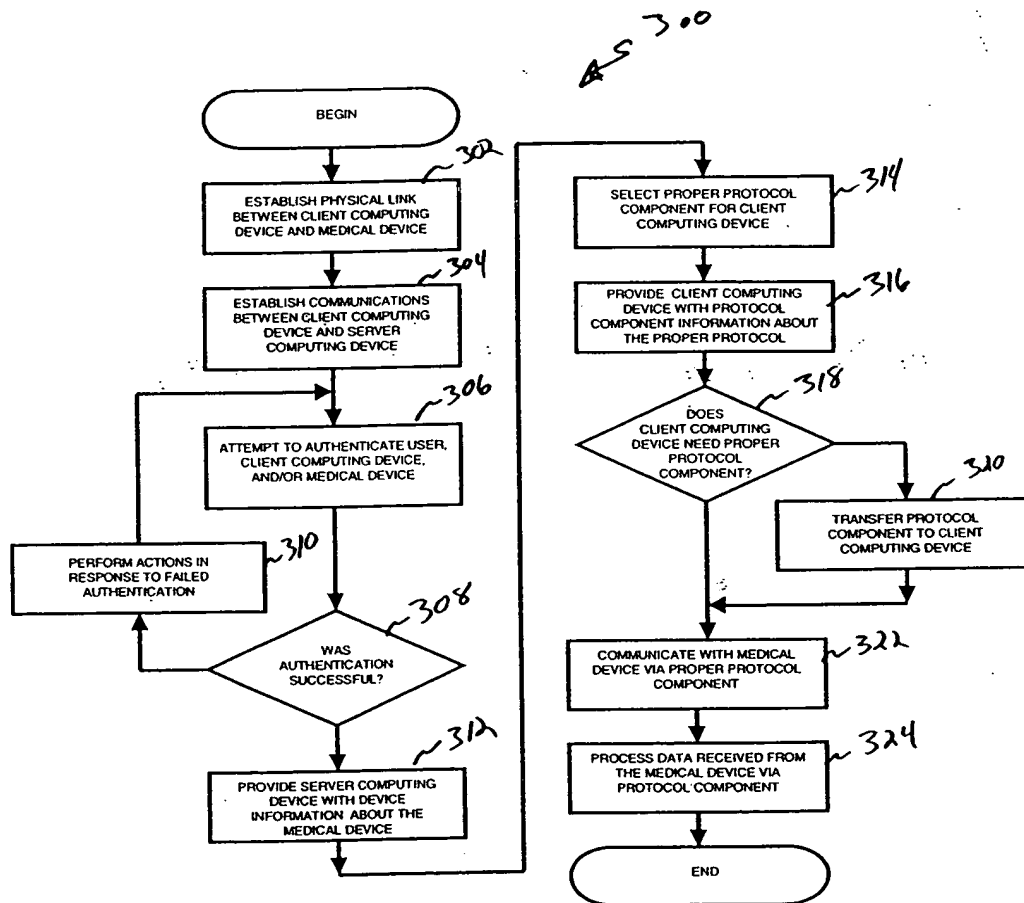 300
BEGIN
302
ESTABLISH PHYSICAL LINK
BETWEEN CLIENT COMPUTING
DEVICE AND MEDICAL DEVICE
304
ESTABLISH COMMUNICATIONS
BETWEEN CLIENT COMPUTING
DEVICE AND SERVER
COMPUTING DEVICE
306
ATTEMPT TO AUTHENTICATE USER,
CLIENT COMPUTING DEVICE,
AND/OR MEDICAL DEVICE
310
PERFORM ACTIONS IN
RESPONSE TO FAILED
AUTHENTICATION
308
WAS
AUTHENTICATION
SUCCESSFUL?
312
PROVIDE SERVER COMPUTING
DEVICE WITH DEVICE
INFORMATION ABOUT THE
MEDICAL DEVICE
314
SELECT PROPER PROTOCOL
COMPONENT FOR CLIENT
COMPUTING DEVICE
316
PROVIDE CLIENT COMPUTING
DEVICE WITH PROTOCOL
COMPONENT INFORMATION ABOUT
THE PROPER PROTOCOL
318
DOES
CLIENT COMPUTING
DEVICE NEED PROPER
PROTOCOL
COMPONENT?
320
TRANSFER PROTOCOL
COMPONENT TO CLIENT
COMPUTING DEVICE
322
COMMUNICATE WITH MEDICAL
DEVICE VIA PROPER PROTOCOL
COMPONENT
324
PROCESS DATA RECEIVED FROM
THE MEDICAL DEVICE VIA
PROTOCOL COMPONENT
END